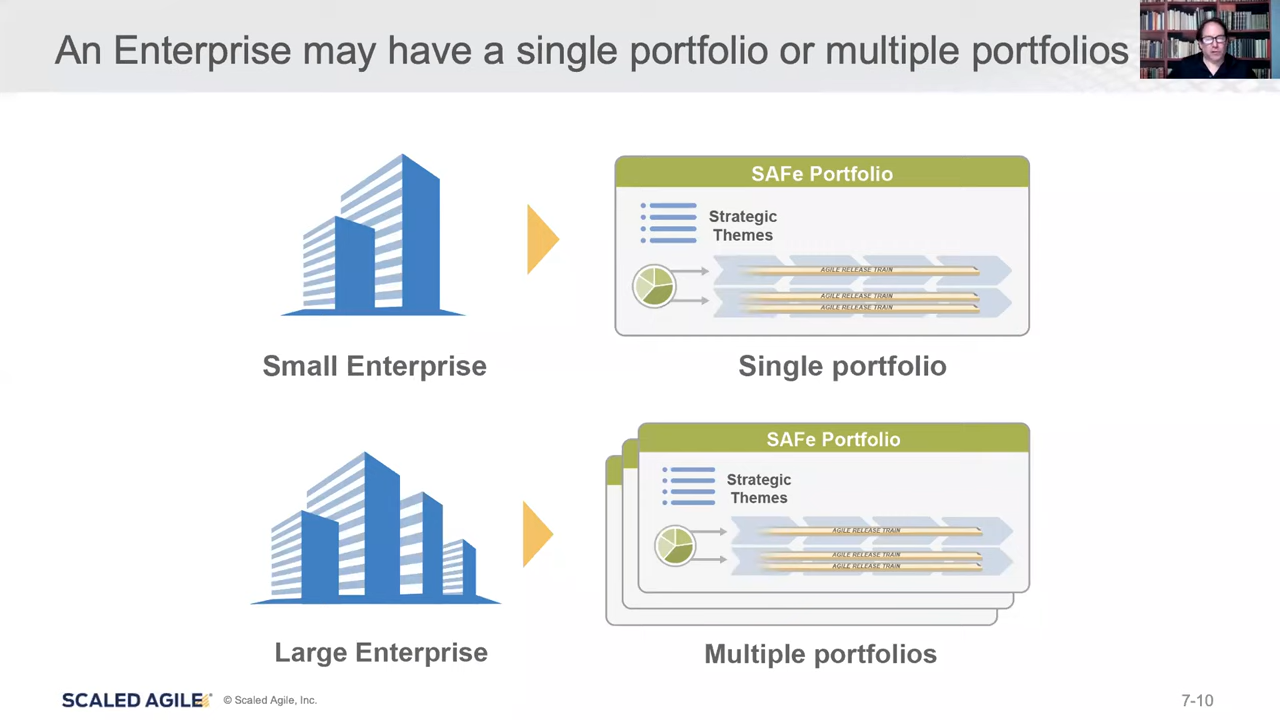 An Enterprise may have a single portfolio or multiple portfolios
SAFe Portfolio
Strategic
Themes
AGILE RELEASE TRAIN
AGILE RELEASE TRAIN
AGILE RELEASE TRAIN
Small Enterprise
Single portfolio
SAFe Portfolio
Strategic
Themes
AGILE RELEASE TRAIN
AGILE RELEASE TRAIN
AGILE RELEASE TRAIN
Large Enterprise
Multiple portfolios
SCALED AGILE
© Scaled Agile, Inc.
7-10